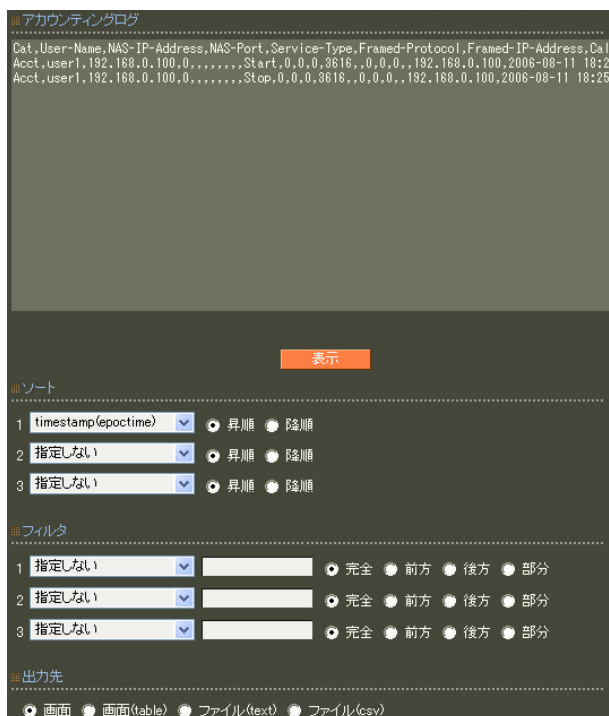 アカウンティングログ
Cat,User-Name,NAS-IP-Address,NAS-Port,Service-Type,Framed-Protocol,Framed-IP-Address,Cal
Acct,user1,192.168.0.100,0,,,,,,,,Start,0,0,0,3616,,0,0,0,,192.168.0.100,2006-08-11 18:2
Acct,user1,192.168.0.100,0,,,,,,,,Stop,0,0,0,3616,,0,0,0,,192.168.0.100,2006-08-11 18:25
表示
ソート
1 timestamp(epoctime) 昇順 降順
2 指定しない 昇順 降順
3 指定しない 昇順 降順
フィルタ
1 指定しない 完全 前方 後方 部分
2 指定しない 完全 前方 後方 部分
3 指定しない 完全 前方 後方 部分
出力先
画面 画面(table) ファイル(text) ファイル(csv)